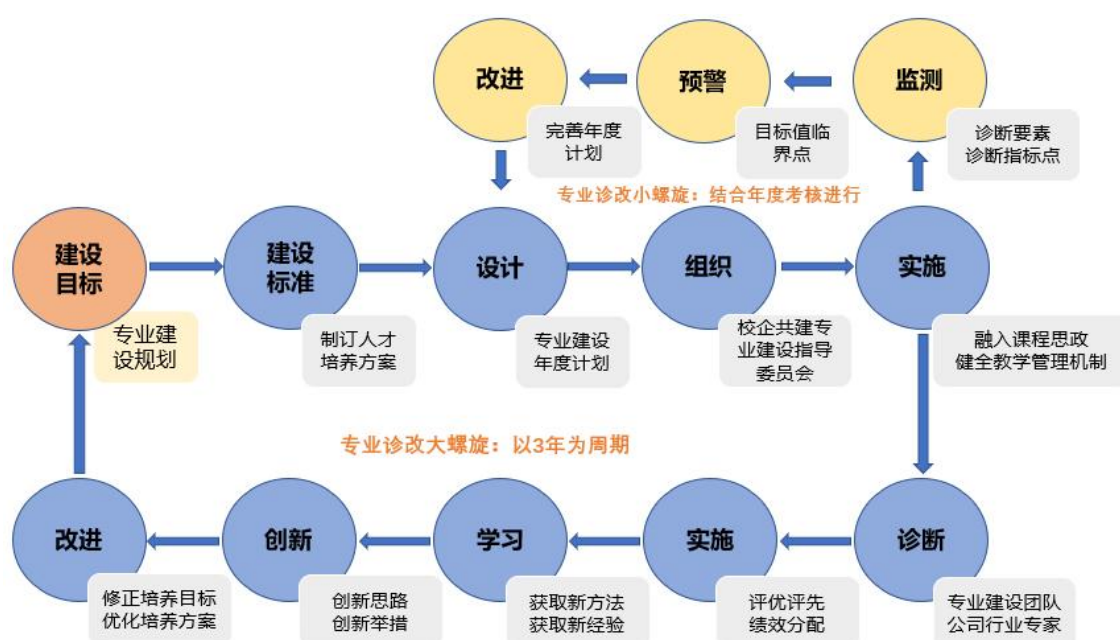 改进
预警
监测
完善年度
计划
目标值临
界点
诊断要素
诊断指标点
专业诊改小螺旋：结合年度考核进行
建设
目标
建设
标准
设计
组织
实施
专业建
设规划
制订人才
培养方案
专业建设
年度计划
校企共建专
业建设指导
委员会
融入课程思政
健全教学管理机制
专业诊改大螺旋：以3年为周期
改进
创新
学习
实施
诊断
修正培养目标
优化培养方案
创新思路
创新举措
获取新方法
获取新经验
评优评先
绩效分配
专业建设团队
公司行业专家